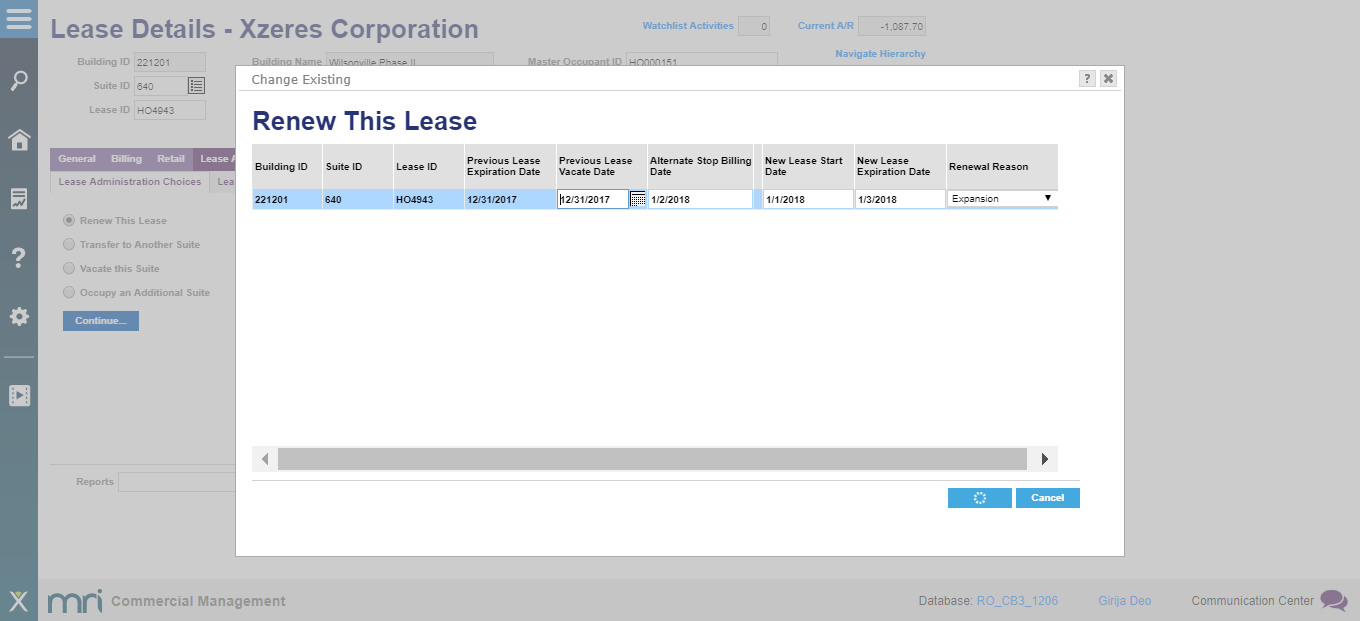 Lease Details - Xzeres Corporation
Watchlist Activities 0 Current A/R -1,087.70
Navigate Hierarchy
Building ID 221201 Building Name Wilsonville Phase II Master Occupant ID HO000151
Suite ID 640
Lease ID HO4943
General Billing Retail Lease A
Lease Administration Choices Lea
Renew This Lease
Transfer to Another Suite
Vacate this Suite
Occupy an Additional Suite
Continue...
Reports
Change Existing ?
Renew This Lease
Building ID Suite ID Lease ID Previous Lease Expiration Date Previous Lease Vacate Date Alternate Stop Billing Date New Lease Start Date New Lease Expiration Date Renewal Reason
221201 640 HO4943 12/31/2017 12/31/2017 1/2/2018 1/1/2018 1/3/2018 Expansion
Cancel
mri Commercial Management
Database: RO_CB3_1206 Girija Deo Communication Center